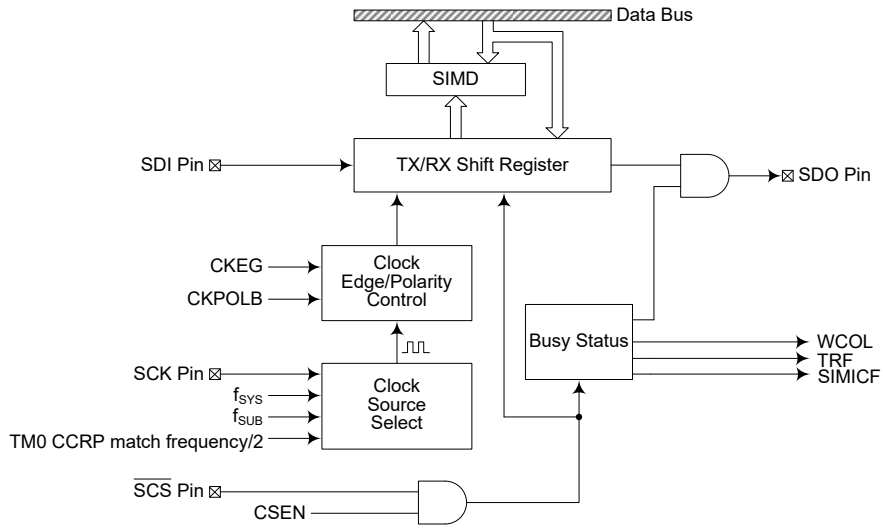 Data Bus
SIMD
SDI Pin
TX/RX Shift Register
SDO Pin
CKEG
CKPOLB
Clock
Edge/Polarity
Control
Busy Status
WCOL
TRF
SIMICF
SCK Pin
fSYS
fSUB
TM0 CCRP match frequency/2
Clock
Source
Select
S̅C̅S̅ Pin
CSEN